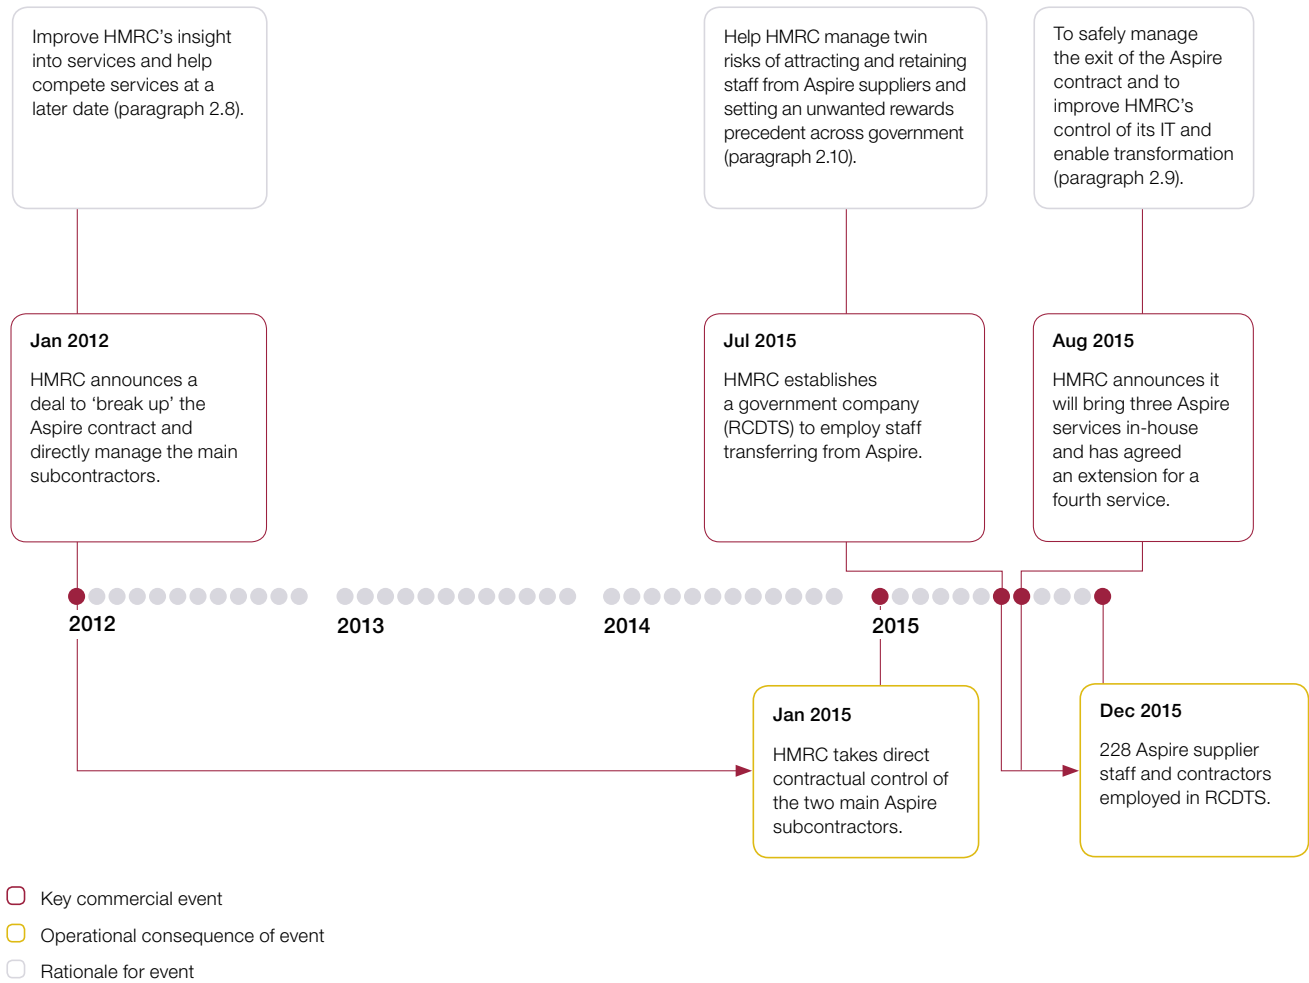 Improve HMRC's insight
into services and help
compete services at a
later date (paragraph 2.8).
Help HMRC manage twin
risks of attracting and retaining
staff from Aspire suppliers and
setting an unwanted rewards
precedent across government
(paragraph 2.10).
To safely manage
the exit of the Aspire
contract and to
improve HMRC's
control of its IT and
enable transformation
(paragraph 2.9).
Jan 2012
HMRC announces a
deal to ‘break up’ the
Aspire contract and
directly manage the main
subcontractors.
Jul 2015
HMRC establishes
a government company
(RCDTS) to employ staff
transferring from Aspire.
Aug 2015
HMRC announces it
will bring three Aspire
services in-house
and has agreed
an extension for a
fourth service.
2012
2013
2014
2015
Jan 2015
HMRC takes direct
contractual control of
the two main Aspire
subcontractors.
Dec 2015
228 Aspire supplier
staff and contractors
employed in RCDTS.
Key commercial event
Operational consequence of event
Rationale for event